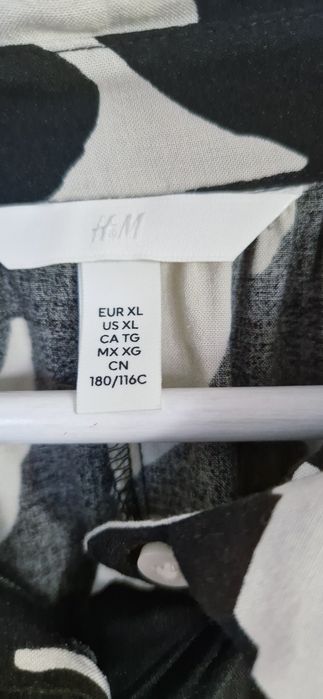 H&M
EUR XL
US XL
CA TG
MX XG
CN
180/116C